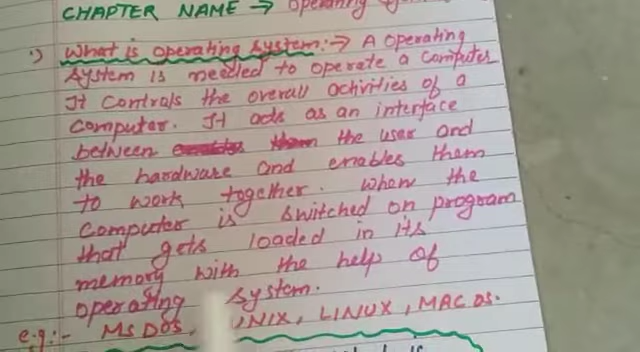 CHAPTER NAME → Operating
1) What is operating system:→ A operating
system is needed to operate a computer
It controls the overall activities of a
computer. It acts as an interface
between the user and
the hardware and enables them
to work together. when the
computer is switched on program
that gets loaded in its
memory with the help of
operating system.
e.g:- MS DOS, UNIX, LINUX, MAC OS.